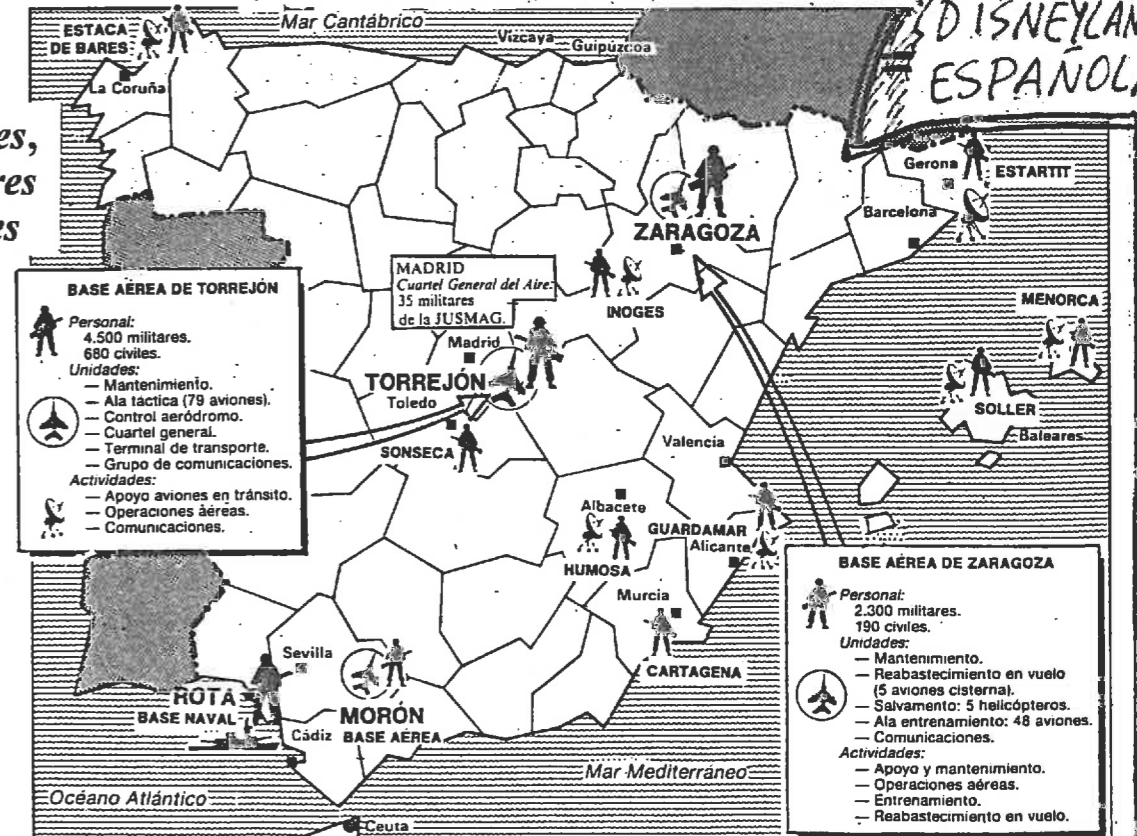 DISNEYLAN
ESPAÑOL
Mar Cantábrico
ESTACA
DE BARES
Vizcaya
Guipúzcoa
La Coruña
es,
res
es
Gerona
ESTARTIT
Barcelona
ZARAGOZA
INOGES
MADRID
Cuartel General del Aire:
35 militares
de la JUSMAG.
Madrid
TORREJÓN
Toledo
SONSECA
MENORCA
SOLLER
Baleares
Valencia
BASE AÉREA DE TORREJÓN
Personal:
4.500 militares.
680 civiles.
Unidades:
— Mantenimiento.
— Ala táctica (79 aviones).
— Control aeródromo.
— Cuartel general.
— Terminal de transporte.
— Grupo de comunicaciones.
Actividades:
— Apoyo aviones en tránsito.
— Operaciones aéreas.
— Comunicaciones.
Albacete
GUARDAMAR
Alicante
HUMOSA
Murcia
CARTAGENA
Sevilla
ROTA
BASE NAVAL
Cádiz
MORÓN
BASE AÉREA
BASE AÉREA DE ZARAGOZA
Personal:
2.300 militares.
190 civiles.
Unidades:
— Mantenimiento.
— Reabastecimiento en vuelo
(5 aviones cisterna).
— Salvamento: 5 helicópteros.
— Ala entrenamiento: 48 aviones.
— Comunicaciones.
Actividades:
— Apoyo y mantenimiento.
— Operaciones aéreas.
— Entrenamiento.
— Reabastecimiento en vuelo.
Mar Mediterráneo
Océano Atlántico
Ceuta